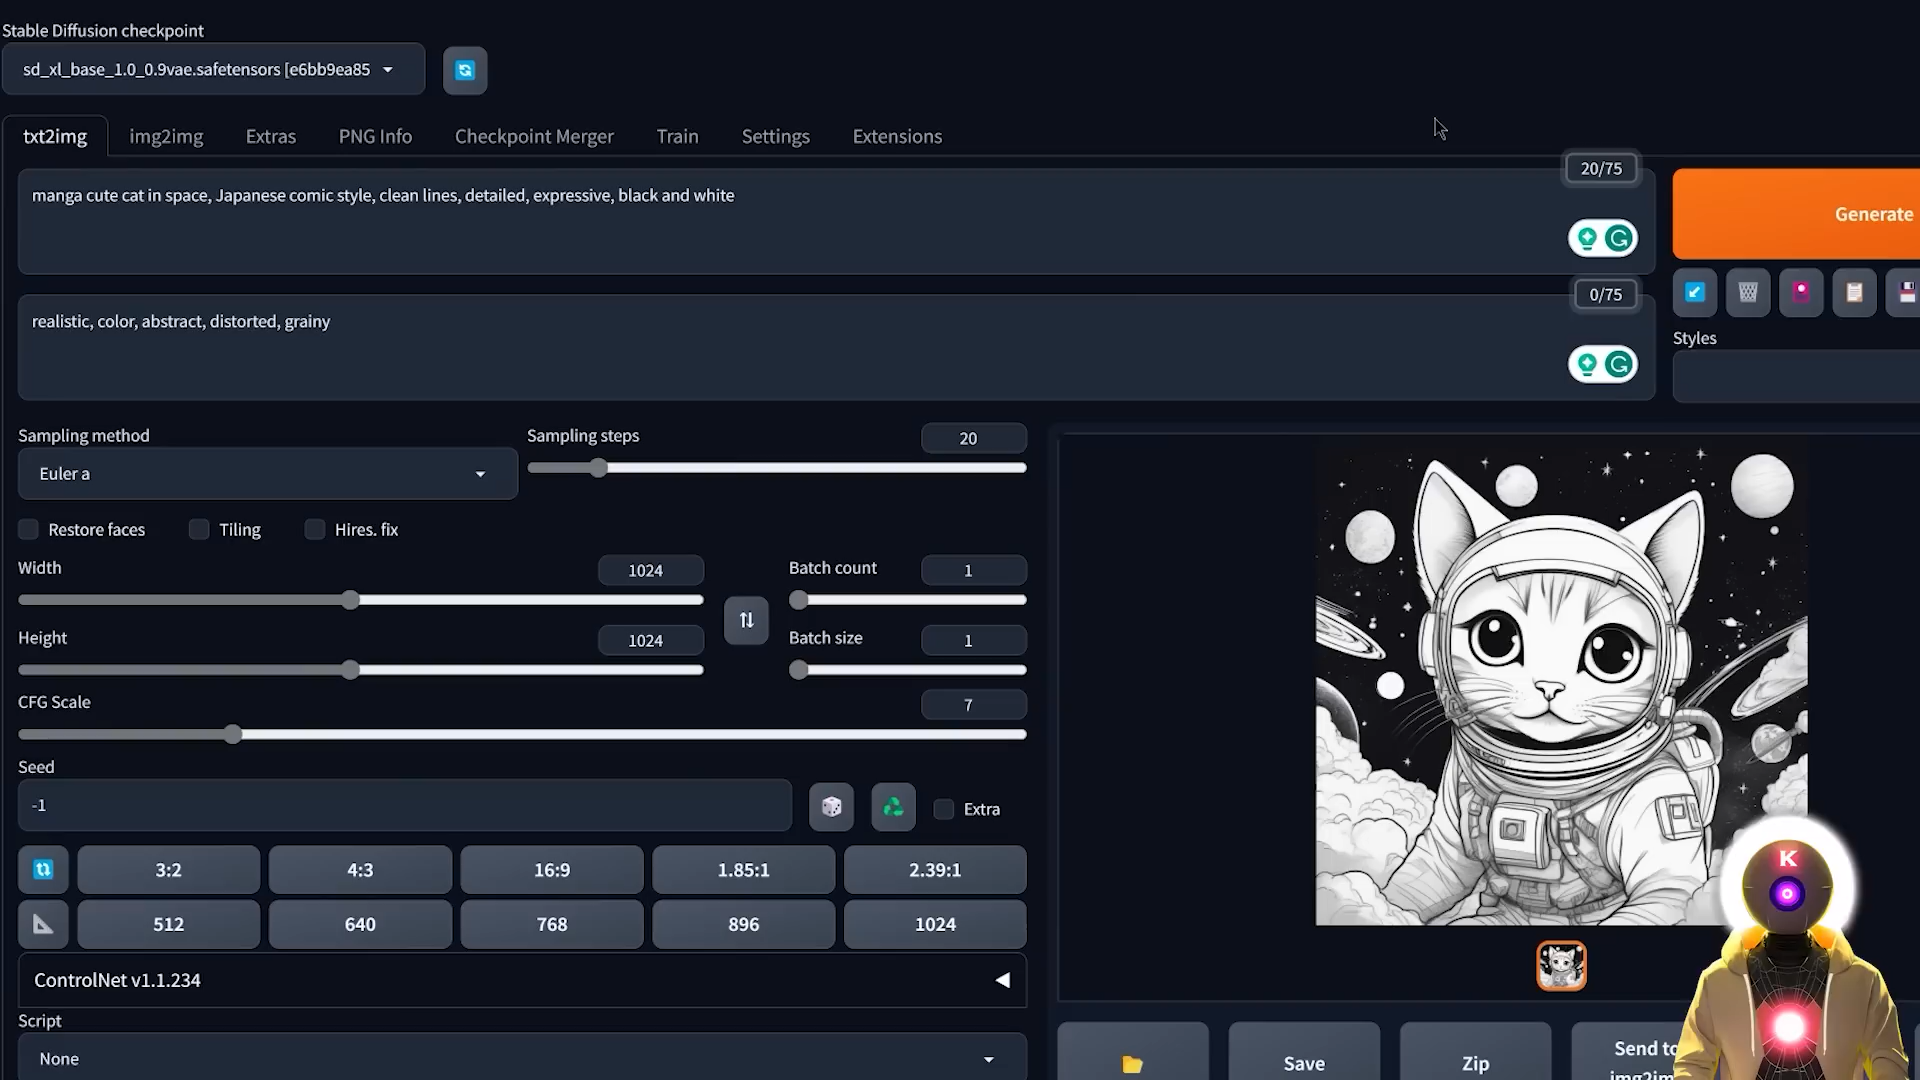 Stable Diffusion checkpoint
sd_xl_base_1.0_0.9vae.safetensors [e6bb9ea85
txt2img img2img Extras PNG Info Checkpoint Merger Train Settings Extensions
20/75
manga cute cat in space, Japanese comic style, clean lines, detailed, expressive, black and white
Generate
0/75
realistic, color, abstract, distorted, grainy
Styles
Sampling method
Euler a
Sampling steps
20
Restore faces Tiling Hires. fix
Width
1024
Batch count
1
Height
1024
Batch size
1
CFG Scale
7
Seed
-1
Extra
3:2 4:3 16:9 1.85:1 2.39:1
512 640 768 896 1024
ControlNet v1.1.234
Script
None
Save Zip Send to
K